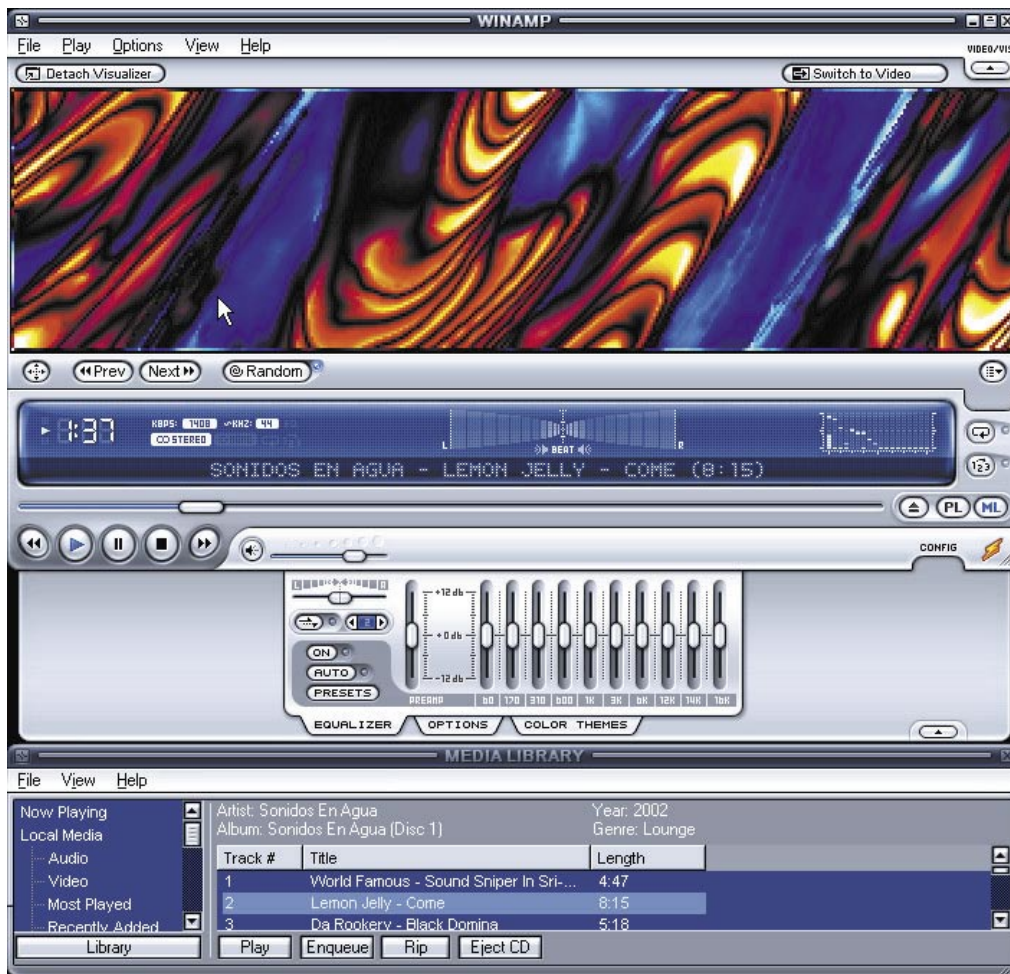 WINAMP
File Play Options View Help
VIDEO/VIS
Detach Visualizer
Switch to Video
Prev Next Random
1:37
KBPS: 1408 KHZ: 44
STEREO
L R
BEAT
SONIDOS EN AGUA - LEMON JELLY - COME (8:15)
123
PL ML
CONFIG
L R
+12 db
2
+0 db
ON
AUTO
-12 db
PRESETS
PREAMP 60 170 310 600 1K 3K 6K 12K 14K 16K
EQUALIZER OPTIONS COLOR THEMES
MEDIA LIBRARY
File View Help
Now Playing
Local Media
Audio
Video
Most Played
Recently Added
Library
Artist: Sonidos En Agua Year: 2002
Album: Sonidos En Agua (Disc 1) Genre: Lounge
Track # Title Length
1 World Famous - Sound Sniper In Sri-... 4:47
2 Lemon Jelly - Come 8:15
3 Da Rookery - Black Domina 5:18
Play Enqueue Rip Eject CD